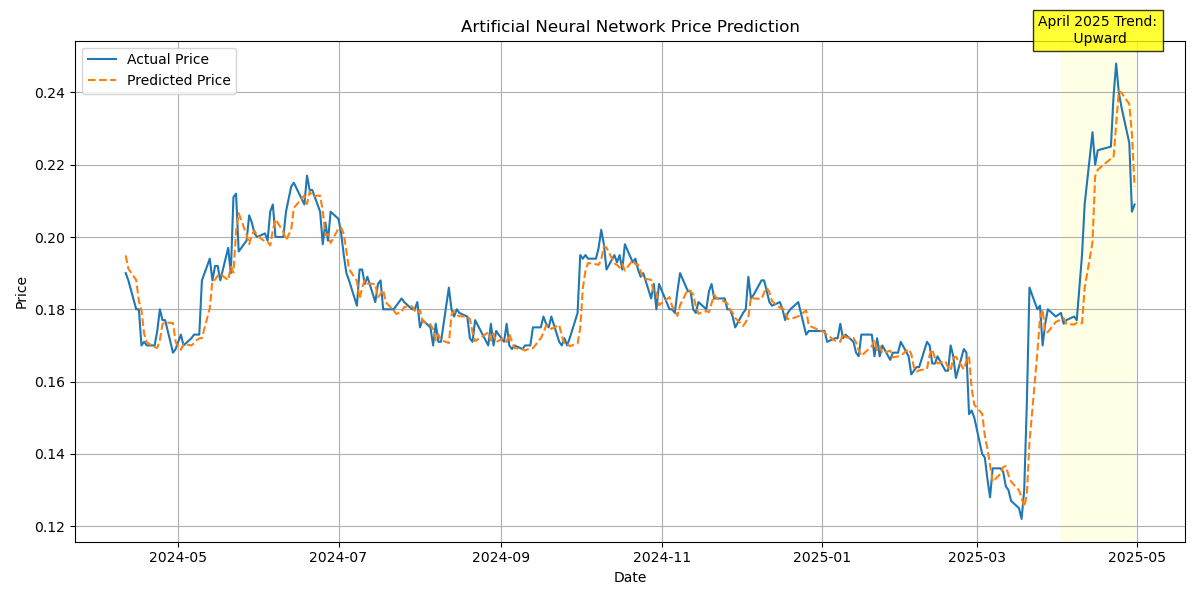 April 2025 Trend:
Upward
Artificial Neural Network Price Prediction
Actual Price
Predicted Price
Price
0.24
0.22
0.20
0.18
0.16
0.14
0.12
2024-05
2024-07
2024-09
2024-11
2025-01
2025-03
2025-05
Date